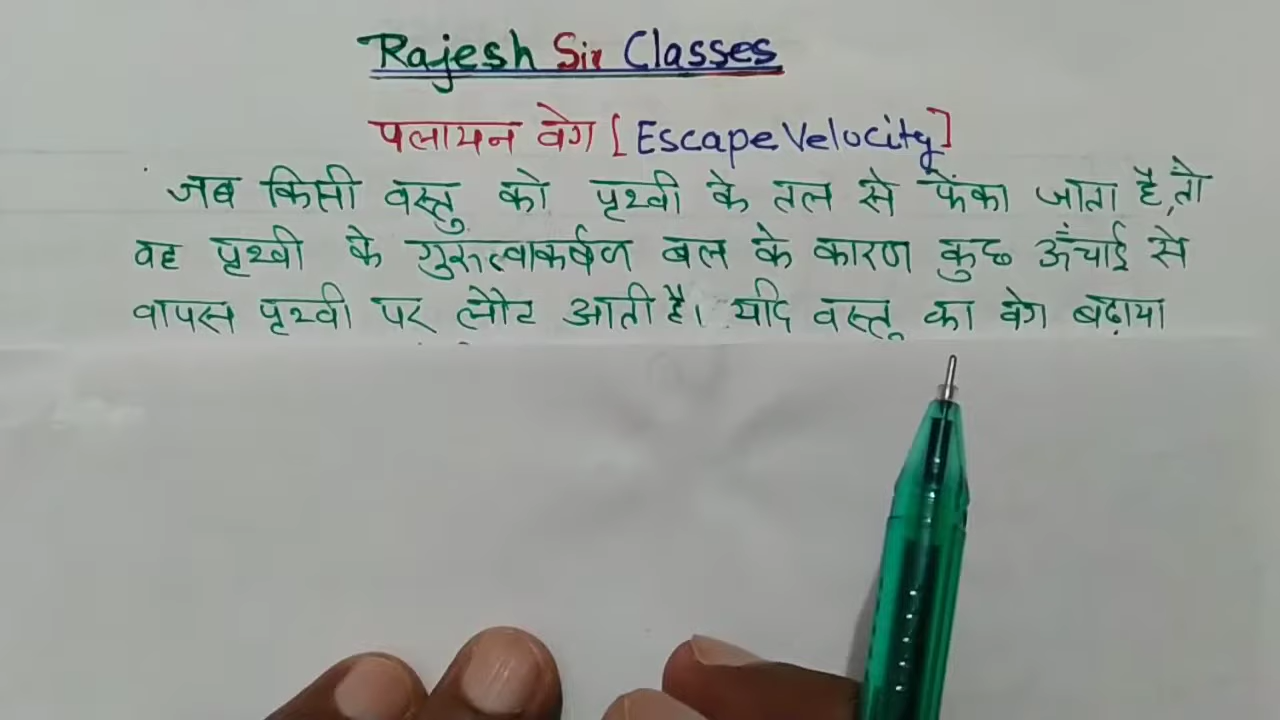 Rajesh Sir Classes
पलायन वेग [Escape Velocity]
जब किसी वस्तु को पृथ्वी के तल से फेंका जाता है, तो
वह पृथ्वी के गुरुत्वाकर्षण बल के कारण कुछ ऊँचाई से
वापस पृथ्वी पर लौट आती है। यदि वस्तु का वेग बढ़ाया